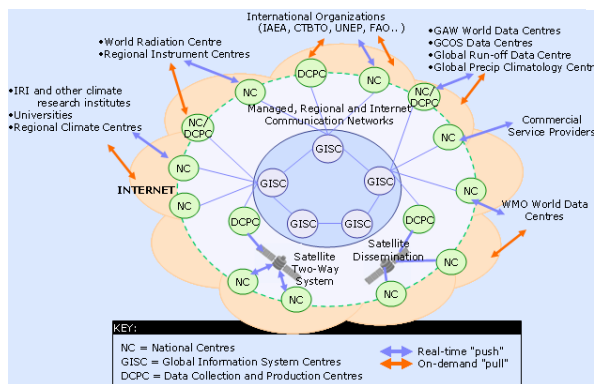 International Organizations
(IAEA, CTBTO, UNEP, FAO.. )
•World Radiation Centre
•Regional Instrument Centres
•GAW World Data Centres
•GCOS Data Centres
•Global Run-off Data Centre
•Global Precip Climatology Cent
•IRI and other climate
research institutes
•Universities
•Regional Climate Centres
NC
DCPC
NC
NC/
DCPC
NC/
DCPC
Managed, Regional and Internet
Communication Networks
NC
Commercial
Service Providers
GISC
NC
INTERNET
GISC
GISC
NC
NC
WMO World Data
Centres
DCPC
GISC
GISC
DCPC
Satellite
Two-Way
System
Satellite
Dissemination
NC
NC
NC
NC
KEY:
NC = National Centres
GISC = Global Information System Centres
DCPC = Data Collection and Production Centres
Real-time "push"
On-demand "pull"